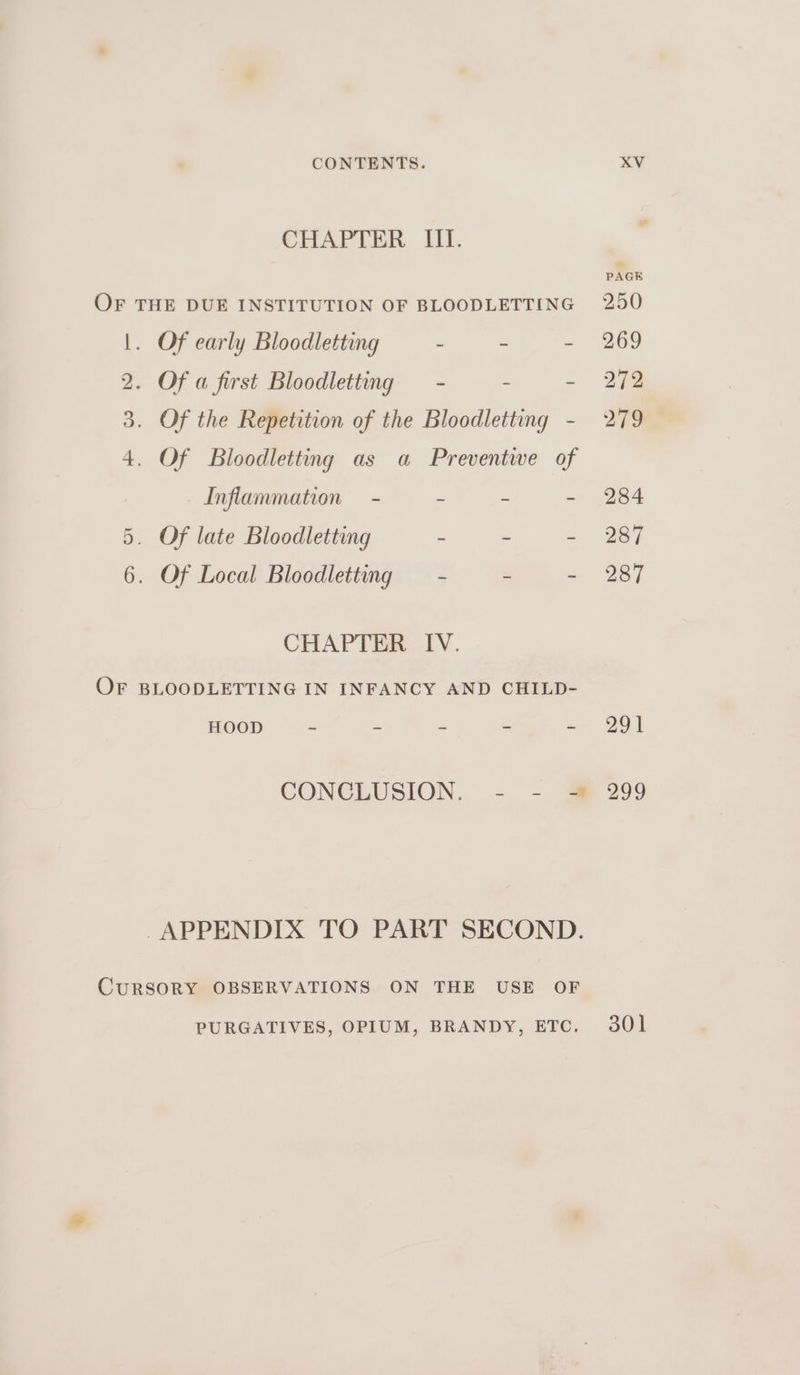 CONTENTS. XV
CHAPTER III.
PAGE
OF THE DUE INSTITUTION OF BLOODLETTING 250
1. Of early Bloodletting - - - 269
2. Of a first Bloodletting - - - 272
3. Of the Repetition of the Bloodletting - 279
4. Of Bloodletting as a Preventive of
Inflammation - - - - 284
5. Of late Bloodletting - - - 287
6. Of Local Bloodletting - - - 287
CHAPTER IV.
OF BLOODLETTING IN INFANCY AND CHILD-
HOOD - - - - - 291
CONCLUSION. - - - 299
APPENDIX TO PART SECOND.
CURSORY OBSERVATIONS ON THE USE OF
PURGATIVES, OPIUM, BRANDY, ETC. 301